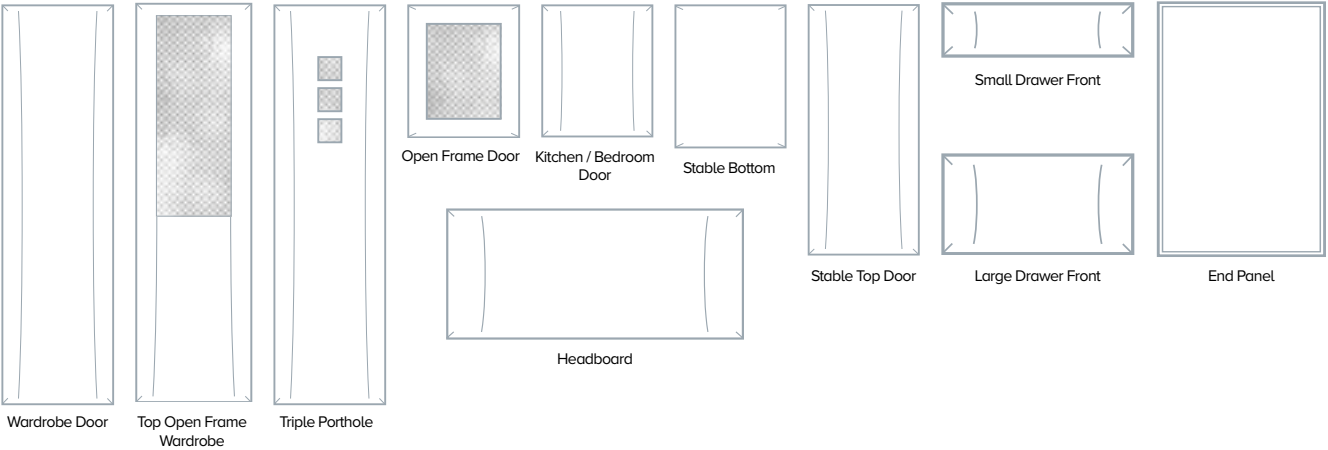 Small Drawer Front
Open Frame Door
Kitchen / Bedroom
Door
Stable Bottom
Stable Top Door
Large Drawer Front
End Panel
Headboard
Wardrobe Door
Top Open Frame
Wardrobe
Triple Porthole